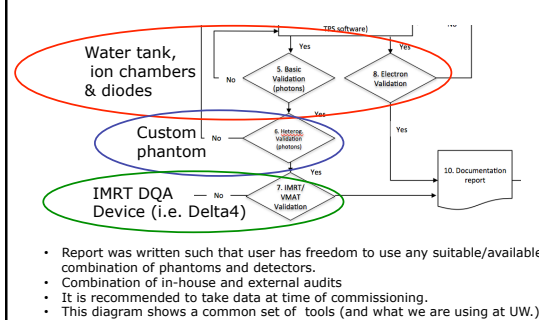 TPS software)
No
Yes
Yes
Water tank,
ion chambers
& diodes
No
5. Basic
Validation
(photons)
8. Electron
Validation
Yes
Custom
phantom
No
6. Heterog.
Validation
(photons)
Yes
Yes
10. Documentation
report
IMRT DQA
Device (i.e. Delta4)
No
7. IMRT/
VMAT
Validation
• Report was written such that user has freedom to use any suitable/available
combination of phantoms and detectors.
• Combination of in-house and external audits
• It is recommended to take data at time of commissioning.
• This diagram shows a common set of tools (and what we are using at UW.)